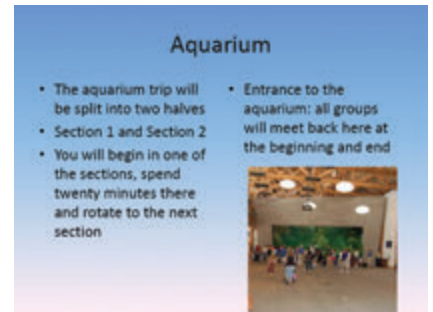 Aquarium
• The aquarium trip will
be split into two halves
• Section 1 and Section 2
• You will begin in one of
the sections, spend
twenty minutes there
and rotate to the next
section
• Entrance to the
aquarium: all groups
will meet back here at
the beginning and end